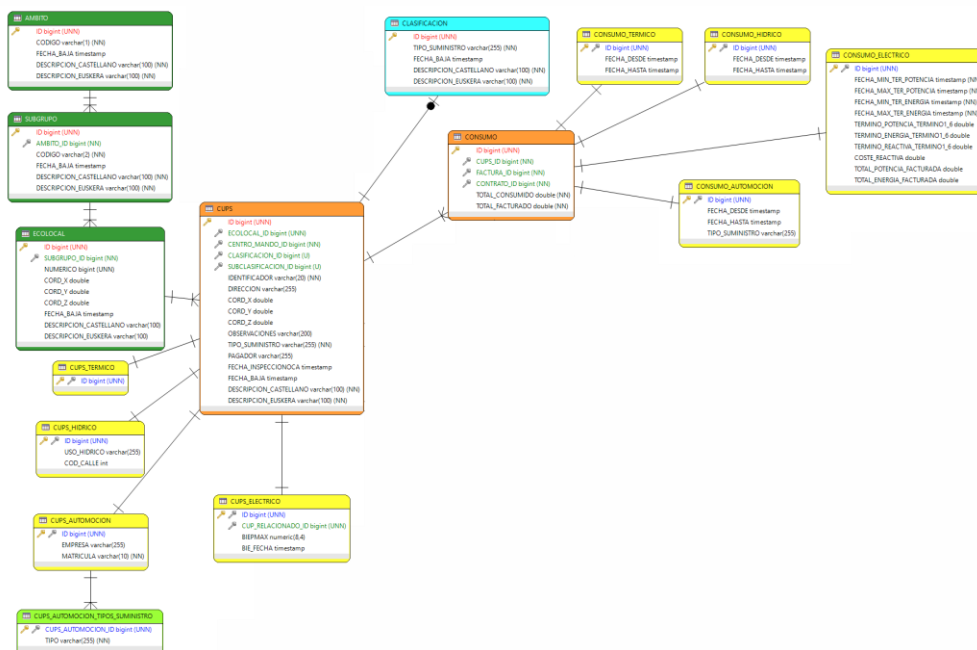 AMBITO
ID bigint (UNN)
CODIGO varchar(1) (NN)
FECHA_BAJA timestamp
DESCRIPCION_CASTELLANO varchar(100) (NN)
DESCRIPCION_EUSKERA varchar(100) (NN)
SUBGRUPO
ID bigint (UNN)
AMBITO_ID bigint (NN)
CODIGO varchar(2) (NN)
FECHA_BAJA timestamp
DESCRIPCION_CASTELLANO varchar(100) (NN)
DESCRIPCION_EUSKERA varchar(100) (NN)
ECOLOCAL
ID bigint (UNN)
SUBGRUPO_ID bigint (NN)
NUMERICO bigint (UNN)
CORD_X double
CORD_Y double
CORD_Z double
FECHA_BAJA timestamp
DESCRIPCION_CASTELLANO varchar(100)
DESCRIPCION_EUSKERA varchar(100)
CUPS_TERMICO
ID bigint (UNN)
CUPS_HIDRICO
ID bigint (UNN)
USO_HIDRICO varchar(255)
COD_CALLE int
CUPS_AUTOMOCION
ID bigint (UNN)
EMPRESA varchar(255)
MATRICULA varchar(10) (NN)
CUPS_AUTOMOCION_TIPOS_SUMINISTRO
CUPS_AUTOMOCION_ID bigint (UNN)
TIPO varchar(255) (NN)
CUPS
ID bigint (UNN)
ECOLOCAL_ID bigint (UNN)
CENTRO_MANDO_ID bigint (NN)
CLASIFICACION_ID bigint (U)
SUBCLASIFICACION_ID bigint (U)
IDENTIFICADOR varchar(20) (NN)
DIRECCION varchar(255)
CORD_X double
CORD_Y double
CORD_Z double
OBSERVACIONES varchar(200)
TIPO_SUMINISTRO varchar(255) (NN)
PAGADOR varchar(255)
FECHA_INSPECCIONOCA timestamp
FECHA_BAJA timestamp
DESCRIPCION_CASTELLANO varchar(100) (NN)
DESCRIPCION_EUSKERA varchar(100) (NN)
CUPS_ELECTRICO
ID bigint (UNN)
CUP_RELACIONADO_ID bigint (UNN)
BIEPMAX numeric(8,4)
BIE_FECHA timestamp
CLASIFICACION
ID bigint (UNN)
TIPO_SUMINISTRO varchar(255) (NN)
FECHA_BAJA timestamp
DESCRIPCION_CASTELLANO varchar(100) (NN)
DESCRIPCION_EUSKERA varchar(100) (NN)
CONSUMO
ID bigint (UNN)
CUPS_ID bigint (NN)
FACTURA_ID bigint (NN)
CONTRATO_ID bigint (NN)
TOTAL_CONSUMIDO double (NN)
TOTAL_FACTURADO double (NN)
CONSUMO_TERMICO
ID bigint (UNN)
FECHA_DESDE timestamp
FECHA_HASTA timestamp
CONSUMO_HIDRICO
ID bigint (UNN)
FECHA_DESDE timestamp
FECHA_HASTA timestamp
CONSUMO_AUTOMOCION
ID bigint (UNN)
FECHA_DESDE timestamp
FECHA_HASTA timestamp
TIPO_SUMINISTRO varchar(255)
CONSUMO_ELECTRICO
ID bigint (UNN)
FECHA_MIN_TER_POTENCIA timestamp (NN
FECHA_MAX_TER_POTENCIA timestamp (NN
FECHA_MIN_TER_ENERGIA timestamp (NN)
FECHA_MAX_TER_ENERGIA timestamp (NN)
TERMINO_POTENCIA_TERMINO1_6 double
TERMINO_ENERGIA_TERMINO1_6 double
TERMINO_REACTIVA_TERMINO1_6 double
COSTE_REACTIVA double
TOTAL_POTENCIA_FACTURADA double
TOTAL_ENERGIA_FACTURADA double